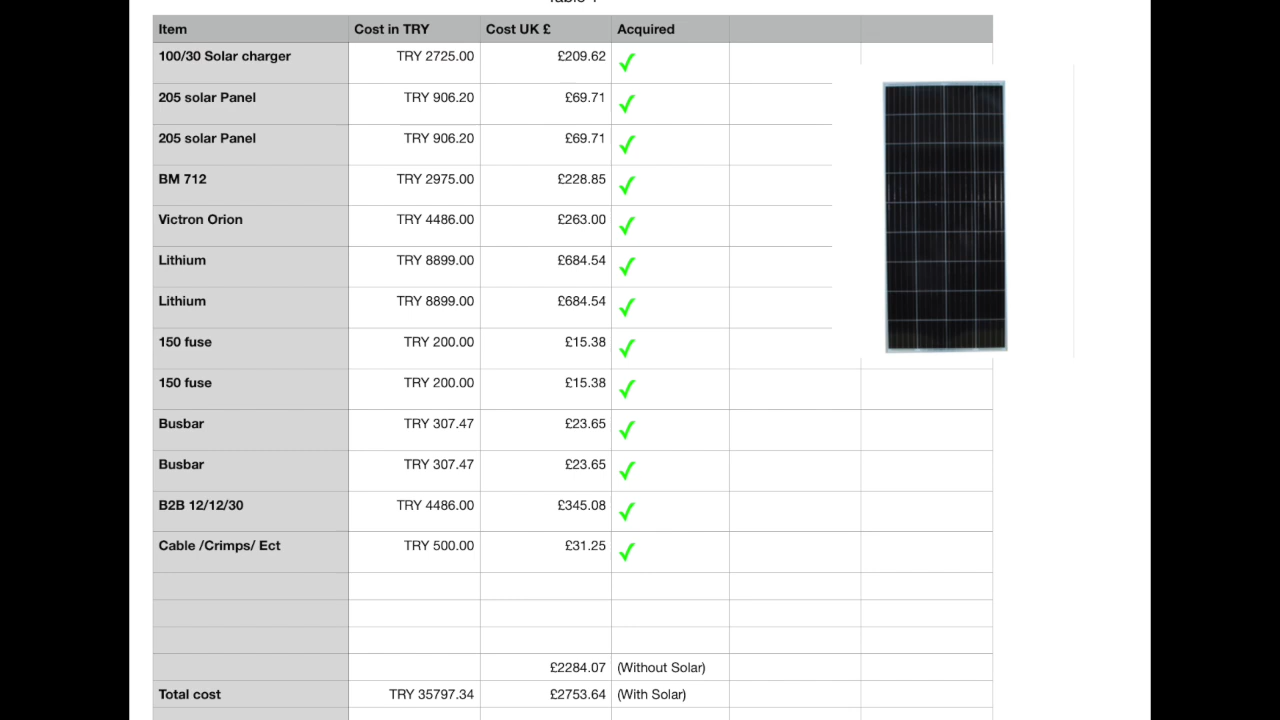 Item Cost in TRY Cost UK £ Acquired
100/30 Solar charger TRY 2725.00 £209.62
205 solar Panel TRY 906.20 £69.71
205 solar Panel TRY 906.20 £69.71
BM 712 TRY 2975.00 £228.85
Victron Orion TRY 4486.00 £263.00
Lithium TRY 8899.00 £684.54
Lithium TRY 8899.00 £684.54
150 fuse TRY 200.00 £15.38
150 fuse TRY 200.00 £15.38
Busbar TRY 307.47 £23.65
Busbar TRY 307.47 £23.65
B2B 12/12/30 TRY 4486.00 £345.08
Cable /Crimps/ Ect TRY 500.00 £31.25
£2284.07 (Without Solar)
Total cost TRY 35797.34 £2753.64 (With Solar)